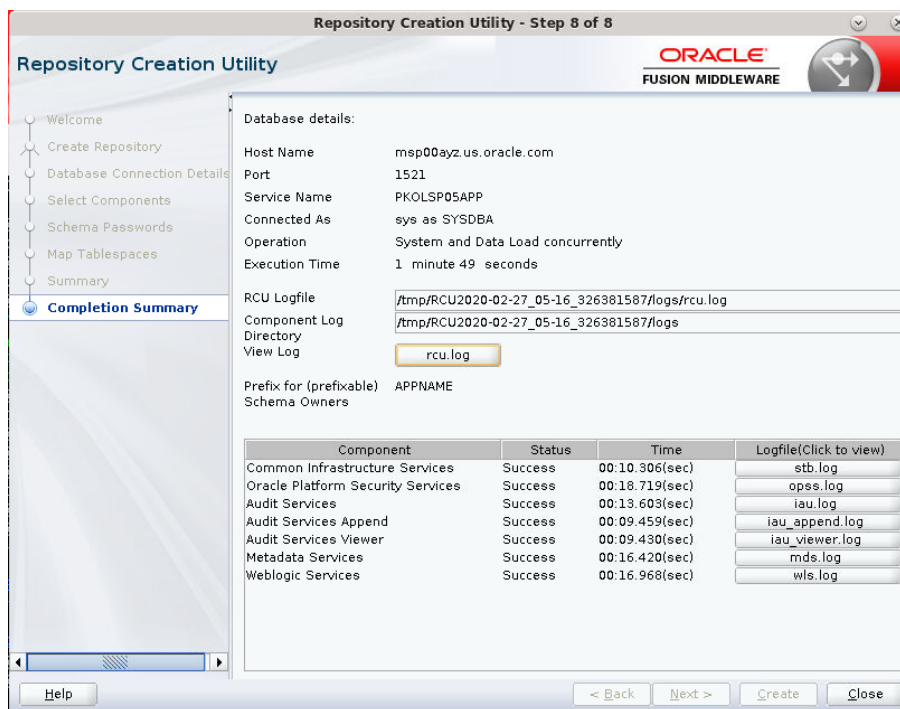 Repository Creation Utility - Step 8 of 8
Repository Creation Utility
ORACLE
FUSION MIDDLEWARE
Welcome
Create Repository
Database Connection Details
Select Components
Schema Passwords
Map Tablespaces
Summary
Completion Summary
Database details:
Host Name msp00ayz.us.oracle.com
Port 1521
Service Name PKOLSP05APP
Connected As sys as SYSDBA
Operation System and Data Load concurrently
Execution Time 1 minute 49 seconds
RCU Logfile /tmp/RCU2020-02-27_05-16_326381587/logs/rcu.log
Component Log /tmp/RCU2020-02-27_05-16_326381587/logs
Directory
View Log rcu.log
Prefix for (prefixable) APPNAME
Schema Owners
Component Status Time Logfile(Click to view)
Common Infrastructure Services Success 00:10.306(sec) stb.log
Oracle Platform Security Services Success 00:18.719(sec) opss.log
Audit Services Success 00:13.603(sec) iau.log
Audit Services Append Success 00:09.459(sec) iau_append.log
Audit Services Viewer Success 00:09.430(sec) iau_viewer.log
Metadata Services Success 00:16.420(sec) mds.log
Weblogic Services Success 00:16.968(sec) wls.log
Help < Back Next > Create Close